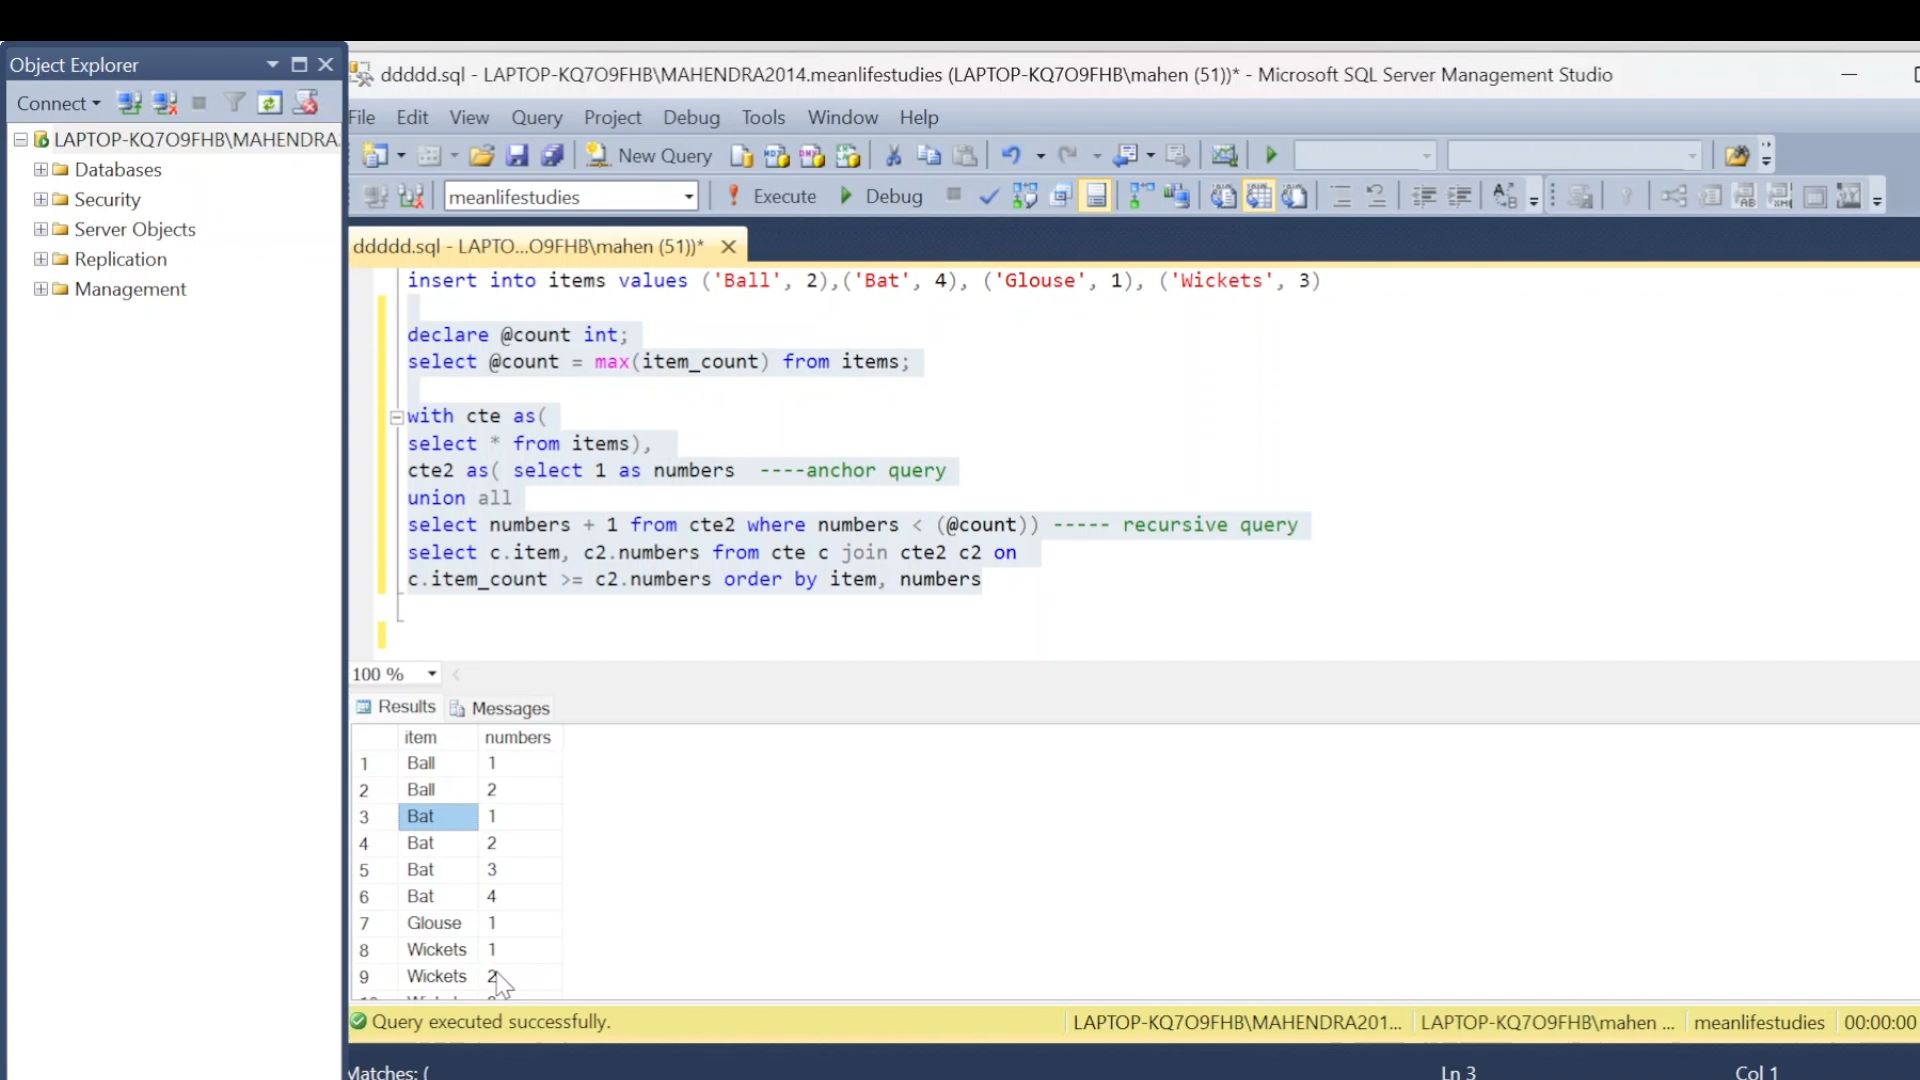 Object Explorer
Connect
LAPTOP-KQ7O9FHB\MAHENDRA
Databases
Security
Server Objects
Replication
Management
ddddd.sql - LAPTOP-KQ7O9FHB\MAHENDRA2014.meanlifestudies (LAPTOP-KQ7O9FHB\mahen (51))* - Microsoft SQL Server Management Studio
File Edit View Query Project Debug Tools Window Help
New Query
meanlifestudies Execute Debug
ddddd.sql - LAPTO...O9FHB\mahen (51))*
insert into items values ('Ball', 2),('Bat', 4), ('Glouse', 1), ('Wickets', 3)
declare @count int;
select @count = max(item_count) from items;
with cte as(
select * from items),
cte2 as( select 1 as numbers ----anchor query
union all
select numbers + 1 from cte2 where numbers < (@count)) ----- recursive query
select c.item, c2.numbers from cte c join cte2 c2 on
c.item_count >= c2.numbers order by item, numbers
100 %
Results Messages
item numbers
1 Ball 1
2 Ball 2
3 Bat 1
4 Bat 2
5 Bat 3
6 Bat 4
7 Glouse 1
8 Wickets 1
9 Wickets 2
Query executed successfully. LAPTOP-KQ7O9FHB\MAHENDRA201... LAPTOP-KQ7O9FHB\mahen ... meanlifestudies 00:00:00
Matches: ( Ln 3 Col 1